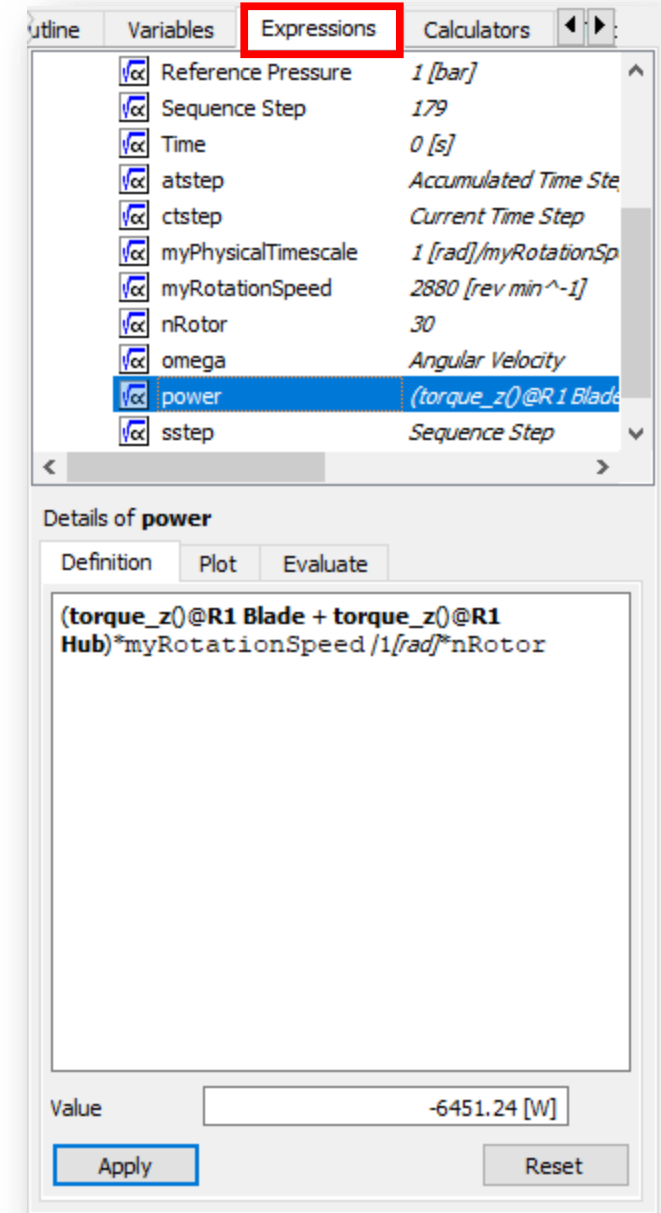 utline Variables Expressions Calculators
Reference Pressure 1 [bar]
Sequence Step 179
Time 0 [s]
atstep Accumulated Time Ste
ctstep Current Time Step
myPhysicalTimescale 1 [rad]/myRotationSp
myRotationSpeed 2880 [rev min^-1]
nRotor 30
omega Angular Velocity
power (torque_z()@R1 Blade
sstep Sequence Step
Details of power
Definition Plot Evaluate
(torque_z()@R1 Blade + torque_z()@R1
Hub)*myRotationSpeed /1[rad]*nRotor
Value -6451.24 [W]
Apply Reset